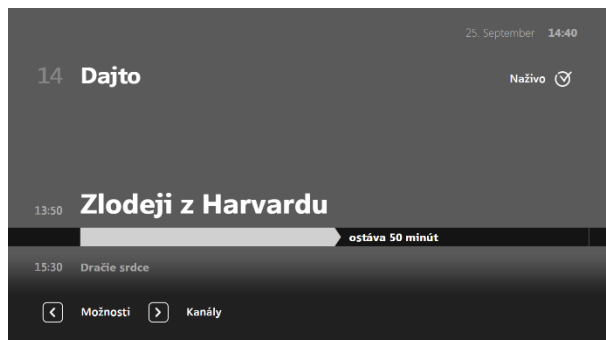 25. September 14:40
14 Dajto
Naživo
13:50 Zlodeji z Harvardu
ostáva 50 minút
15:30 Dračie srdce
Možnosti Kanály